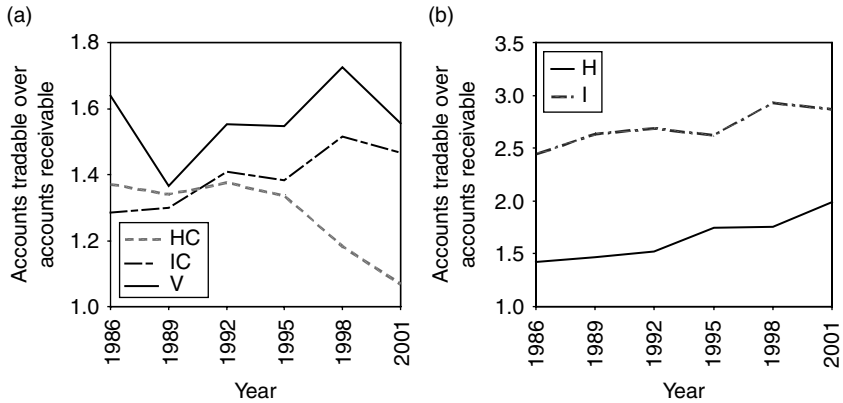 (a)
Accounts tradable over
accounts receivable
1.8
1.6
1.4
1.2
1.0
HC
IC
V
1986
1989
1992
1995
1998
2001
Year
(b)
Accounts tradable over
accounts receivable
3.5
3.0
2.5
2.0
1.5
1.0
H
I
1986
1989
1992
1995
1998
2001
Year